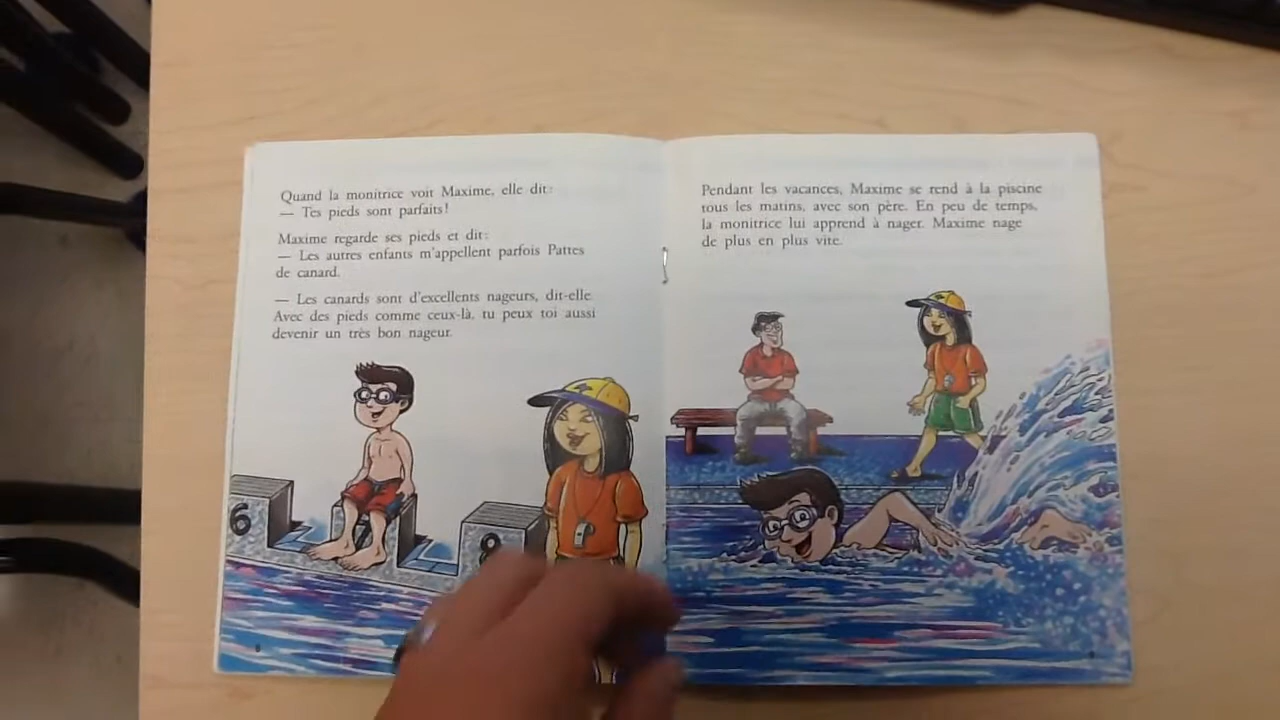 Quand la monitrice voit Maxime, elle dit:
— Tes pieds sont parfaits!
Maxime regarde ses pieds et dit:
— Les autres enfants m'appellent parfois Pattes
de canard.
— Les canards sont d'excellents nageurs, dit-elle.
Avec des pieds comme ceux-là, tu peux toi aussi
devenir un très bon nageur.
6
7
8
8
Pendant les vacances, Maxime se rend à la piscine
tous les matins, avec son père. En peu de temps,
la monitrice lui apprend à nager. Maxime nage
de plus en plus vite.